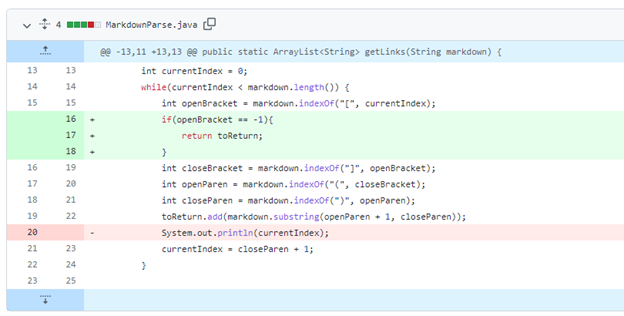 4 MarkdownParse.java
@@ -13,11 +13,13 @@ public static ArrayList<String> getLinks(String markdown) {
13 13 int currentIndex = 0;
14 14 while(currentIndex < markdown.length()) {
15 15 int openBracket = markdown.indexOf("[", currentIndex);
16 + if(openBracket == -1){
17 + return toReturn;
18 + }
16 19 int closeBracket = markdown.indexOf("]", openBracket);
17 20 int openParen = markdown.indexOf("(", closeBracket);
18 21 int closeParen = markdown.indexOf(")", openParen);
19 22 toReturn.add(markdown.substring(openParen + 1, closeParen));
20 - System.out.println(currentIndex);
21 23 currentIndex = closeParen + 1;
22 24 }
23 25